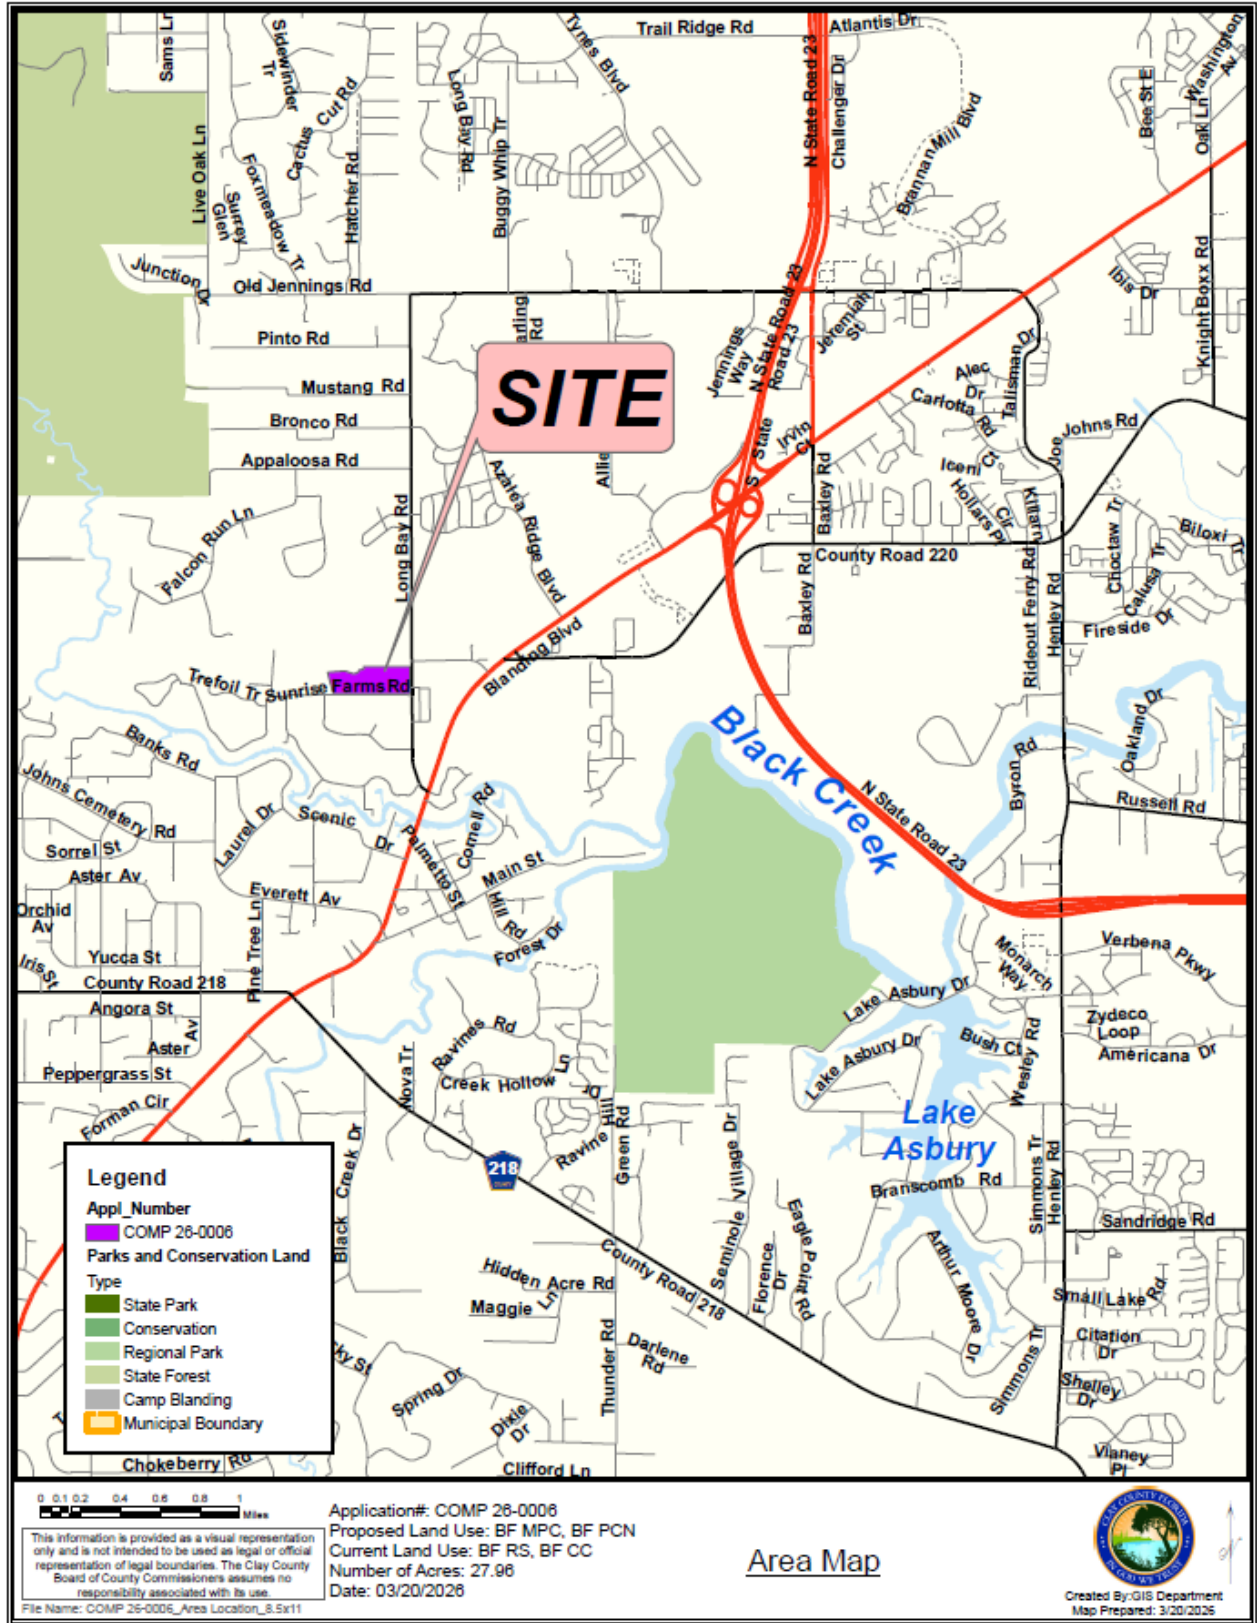 Sams Ln
Sidewinder
Tr
Cactus Cut Rd
Long Bay Rd
Buggy Whip Tr
Tynes Blvd
Trail Ridge Rd
N State Road 23
Atlantis Dr
Challenger Dr
Brannan Mill Blvd
Bee St E
Washington
Av
Oak Ln
Live Oak Ln
Surrey
Glen
Foxmeadow Tr
Hatcher Rd
Junction Dr
Old Jennings Rd
Pinto Rd
Mustang Rd
Bronco Rd
Appaloosa Rd
arling
Rd
SITE
Jennings
Way
N State Road 23
N State
Road 23
Jeremiah
St
Ibis Dr
Knight Boxx Rd
Alec
Dr
Talisman Dr
Carlotta Rd
Iceni Ct
Hollars Pl
Cir
Killarn
Joe
Johns Rd
Irvin
Ct
S State
Allie
Azalea Ridge Blvd
Baxley Rd
County Road 220
Baxley Rd
Long Bay Rd
Falcon Run Ln
Choctaw Tr
Biloxi Tr
Calusa Tr
Fireside Dr
Rideout Ferry Rd
Henley Rd
Blanding Blvd
Trefoil Tr
Sunrise Farms Rd
Black Creek
N State Road 23
Oakland Dr
Byron Rd
Russell Rd
Banks Rd
Johns Cemetery Rd
Laurel Dr
Scenic
Dr
Sorrel St
Aster Av
Palmetto St
Cornell Rd
Main St
Hill Rd
Forest Dr
Everett Av
Orchid
Av
Pine Tree Ln
Yucca St
Iris St
County Road 218
Angora St
Aster Av
Peppergrass St
Forman Cir
Monarch
Way
Verbena Pkwy
Lake Asbury Dr
Lake Asbury Dr
Bush Ct
Wesley Rd
Zydeco
Loop
Americana Dr
Ravines Rd
Nova Tr
Creek Hollow Ln
Ravine Hill
Dr
Green Rd
218
Lake
Asbury
Branscomb Rd
Simmons Tr
Henley Rd
Sandridge Rd
Black Creek Dr
Seminole Village Dr
Florence
Dr
Eagle Point Rd
Arthur Moore Dr
Small Lake Rd
Citation
Dr
Shelley
Dr
Simmons Tr
Vianey
Pl
County Road 218
Hidden Acre Rd
Maggie Ln
Darlene
Rd
Thunder Rd
ky St
Spring Dr
Dixie
Dr
Clifford Ln
Chokeberry Rd
Legend
Appl_Number
COMP 26-0006
Parks and Conservation Land
Type
State Park
Conservation
Regional Park
State Forest
Camp Blanding
Municipal Boundary
0 0.1 0.2 0.4 0.6 0.8 1
Miles
This information is provided as a visual representation
only and is not intended to be used as legal or official
representation of legal boundaries. The Clay County
Board of County Commissioners assumes no
responsibility associated with its use.
File Name: COMP 26-0006_Area Location_8.5x11
Application#: COMP 26-0006
Proposed Land Use: BF MPC, BF PCN
Current Land Use: BF RS, BF CC
Number of Acres: 27.96
Date: 03/20/2026
Area Map
CLAY COUNTY FLORIDA
IN GOD WE TRUST
Created By:GIS Department
Map Prepared: 3/20/2026